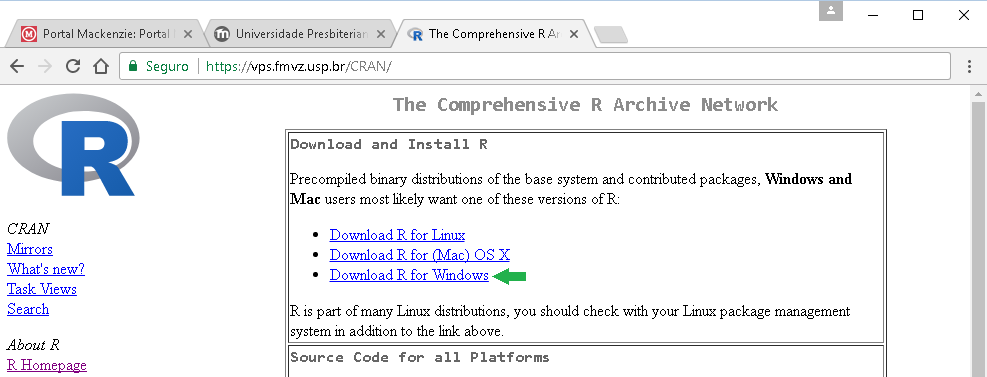 Portal Mackenzie: Portal
Universidade Presbiterian
The Comprehensive R Ar
Seguro
https://vps.fmvz.usp.br/CRAN/
R
The Comprehensive R Archive Network
CRAN
Mirrors
What's new?
Task Views
Search
About R
R Homepage
Download and Install R
Precompiled binary distributions of the base system and contributed packages, Windows and
Mac users most likely want one of these versions of R:
Download R for Linux
Download R for (Mac) OS X
Download R for Windows
R is part of many Linux distributions, you should check with your Linux package management
system in addition to the link above.
Source Code for all Platforms